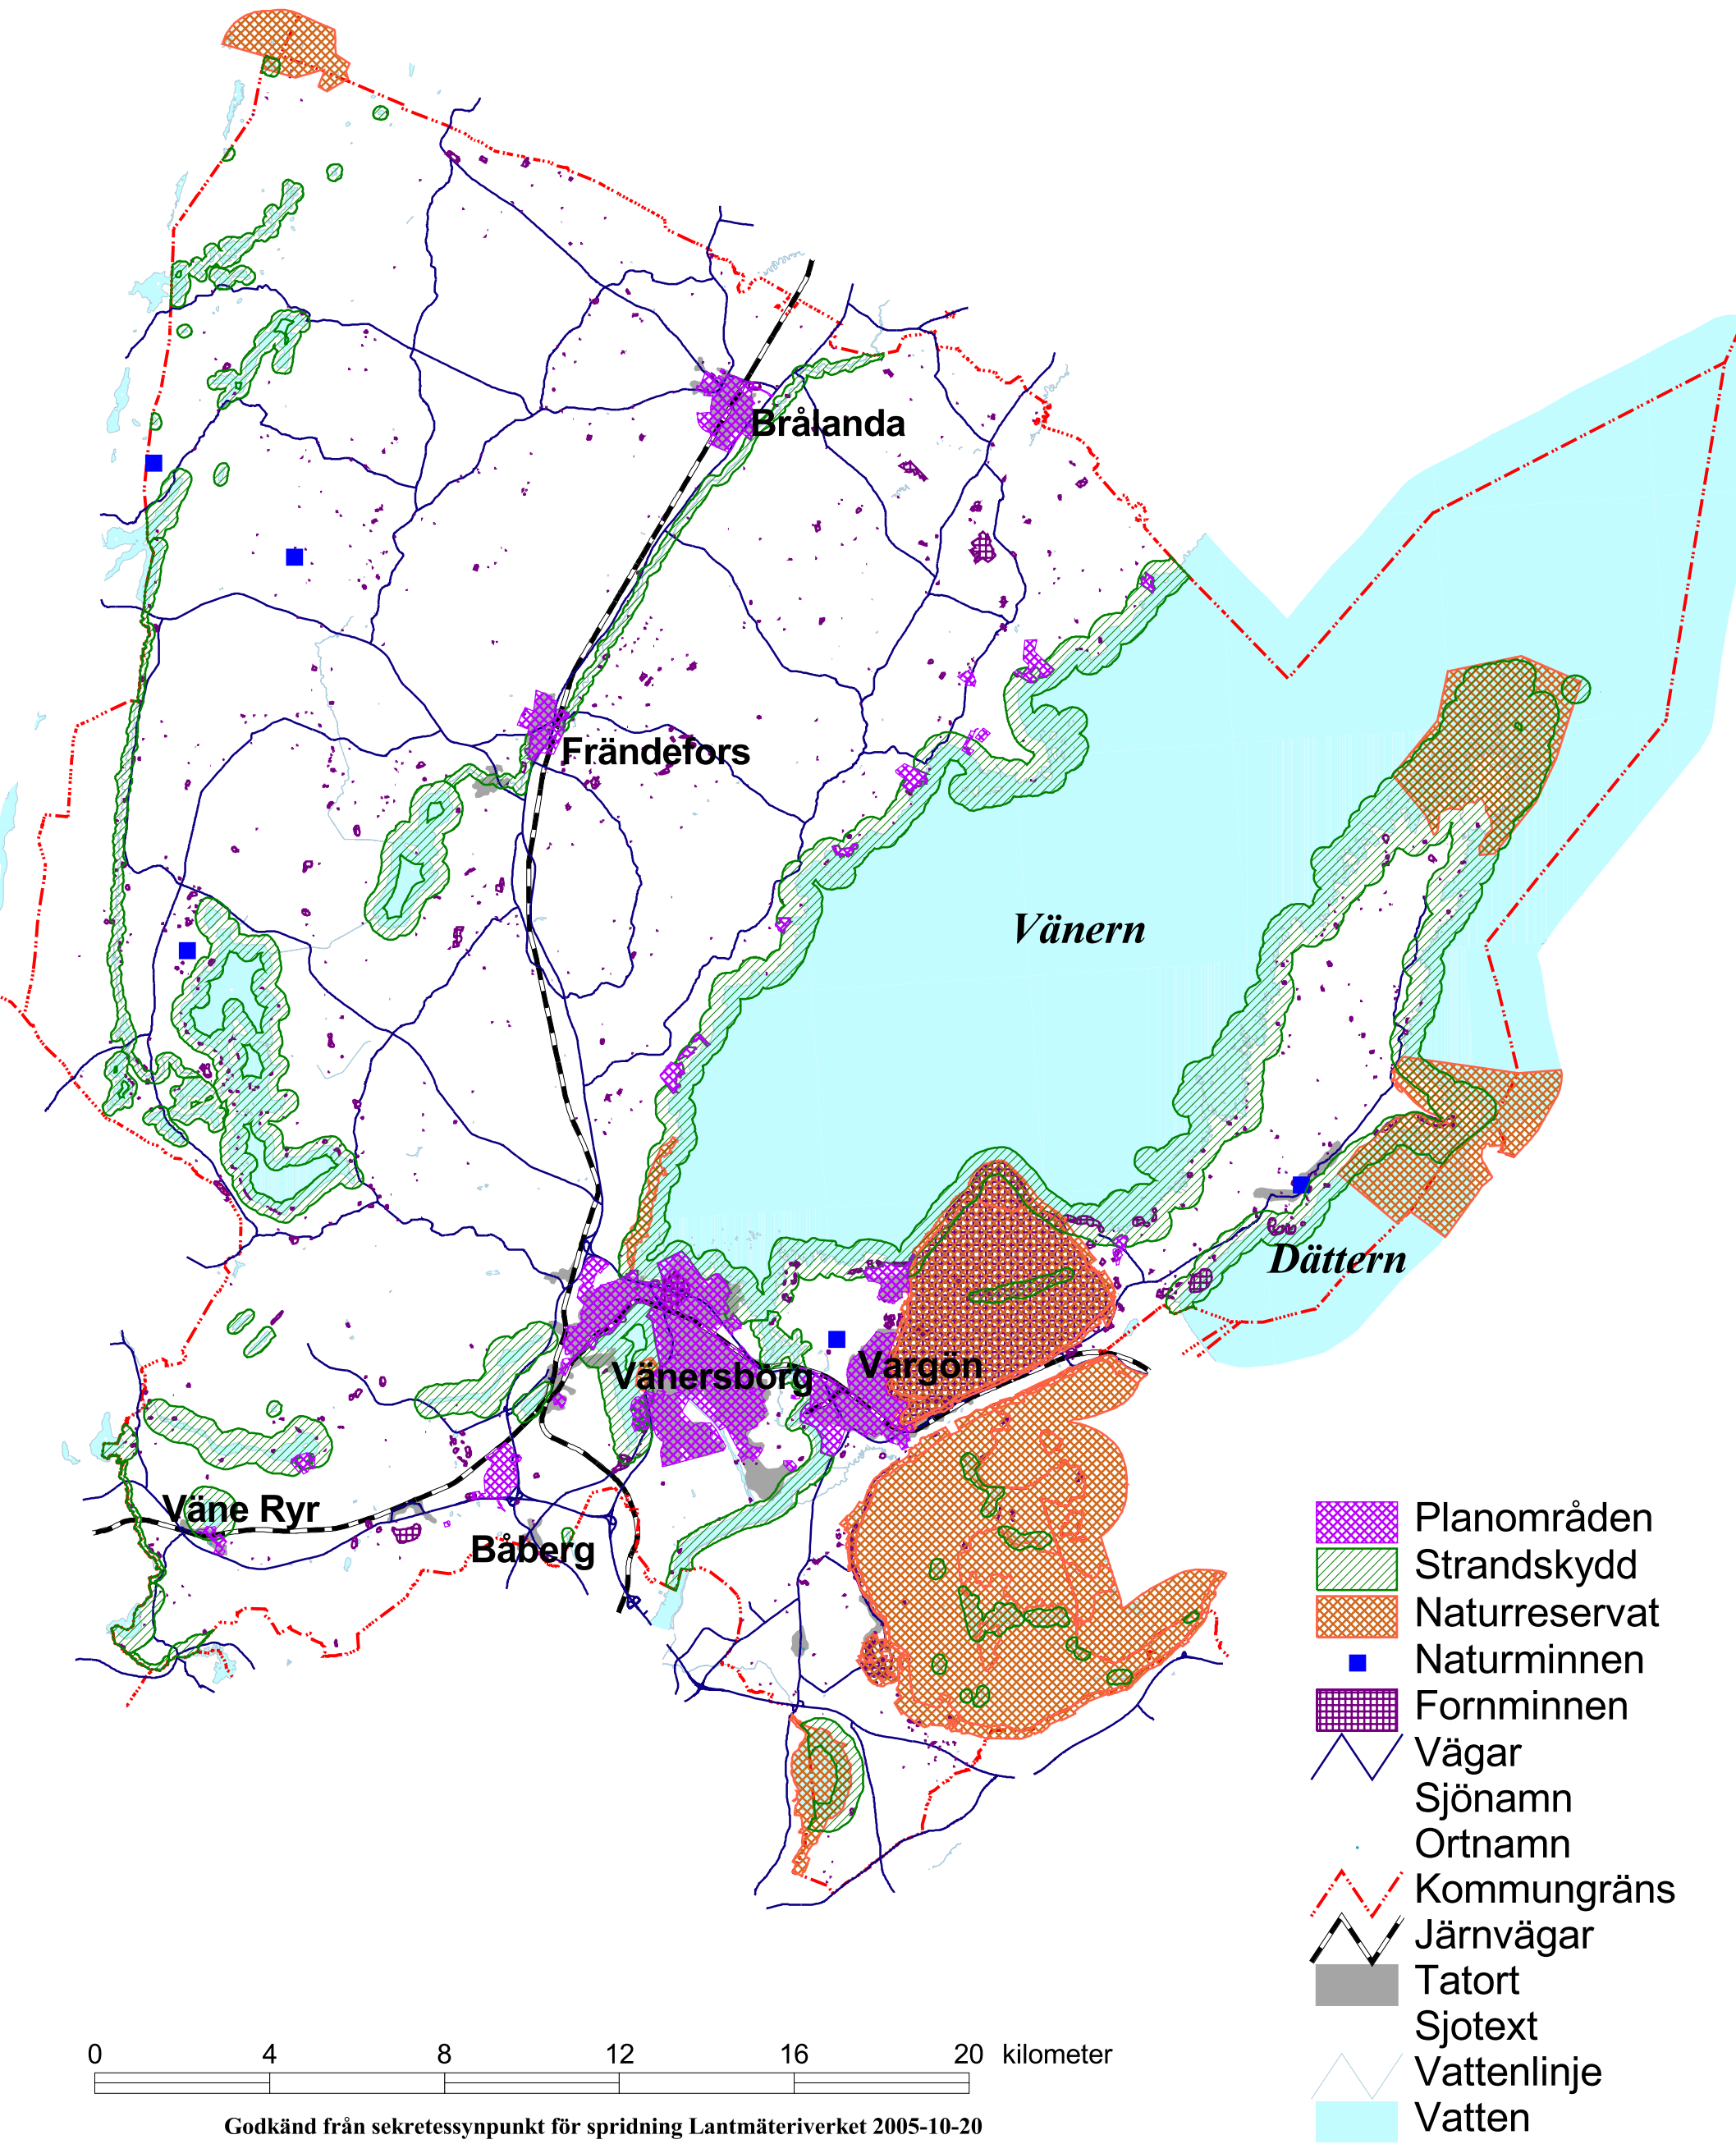 Brålanda
Frändefors
Vänern
Dättern
Vänersborg
Vargön
Väne Ryr
Båberg
Planområden
Strandskydd
Naturreservat
Naturminnen
Fornminnen
Vägar
Sjönamn
Ortnamn
Kommungräns
Järnvägar
Tatort
Sjotext
Vattenlinje
Vatten
0 4 8 12 16 20 kilometer
Godkänd från sekretessynpunkt för spridning Lantmäteriverket 2005-10-20